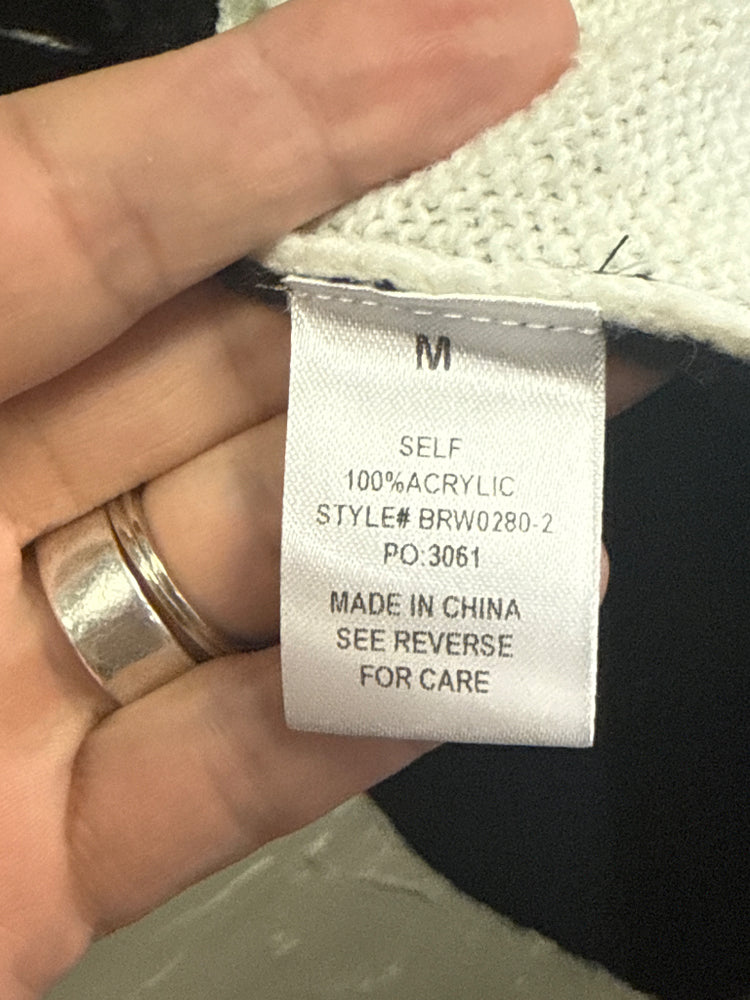 M
SELF
100%ACRYLIC
STYLE# BRW0280-2
PO:3061
MADE IN CHINA
SEE REVERSE
FOR CARE